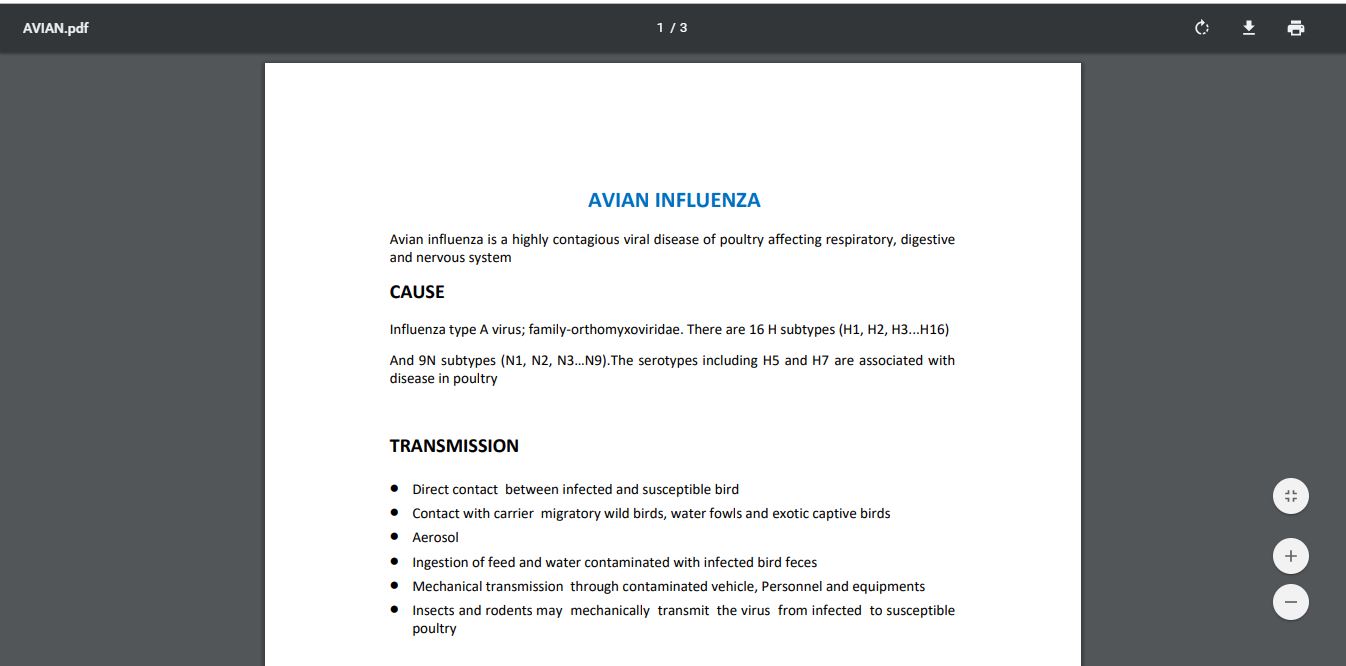 AVIAN.pdf
1 / 3
AVIAN INFLUENZA
Avian influenza is a highly contagious viral disease of poultry affecting respiratory, digestive
and nervous system
CAUSE
Influenza type A virus; family-orthomyxoviridae. There are 16 H subtypes (H1, H2, H3...H16)
And 9N subtypes (N1, N2, N3...N9).The serotypes including H5 and H7 are associated with
disease in poultry
TRANSMISSION
● Direct contact between infected and susceptible bird
● Contact with carrier migratory wild birds, water fowls and exotic captive birds
● Aerosol
● Ingestion of feed and water contaminated with infected bird feces
● Mechanical transmission through contaminated vehicle, Personnel and equipments
● Insects and rodents may mechanically transmit the virus from infected to susceptible
poultry